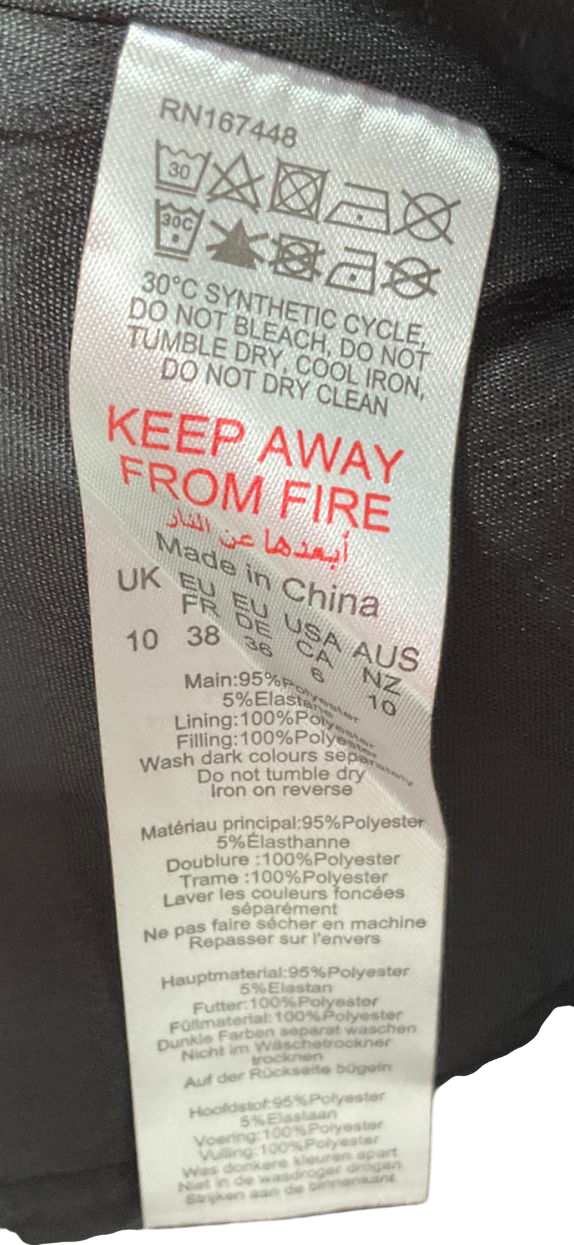 RN167448
30
30C
30°C SYNTHETIC CYCLE,
DO NOT BLEACH, DO NOT
TUMBLE DRY, COOL IRON,
DO NOT DRY CLEAN
KEEP AWAY
FROM FIRE
أبعدها عن النار
Made in China
UK EU FR EU DE USA CA AUS NZ
10 38 36 6 10
Main:95%Polyester
5%Elastane
Lining:100%Polyester
Filling:100%Polyester
Wash dark colours separately
Do not tumble dry
Iron on reverse
Matériau principal:95%Polyester
5%Élasthanne
Doublure :100%Polyester
Trame :100%Polyester
Laver les couleurs foncées
séparément
Ne pas faire sécher en machine
Repasser sur l'envers
Hauptmaterial:95%Polyester
5%Elastan
Futter:100%Polyester
Füllmaterial:100%Polyester
Dunkle Farben separat waschen
Nicht im Wäschetrockner
trocknen
Auf der Rückseite bügeln
Hoofdstof:95%Polyester
5%Elastaan
Voering:100%Polyester
Vulling:100%Polyester
Was donkere kleuren apart
Niet in de wasdroger drogen
Strijken aan de binnenkant